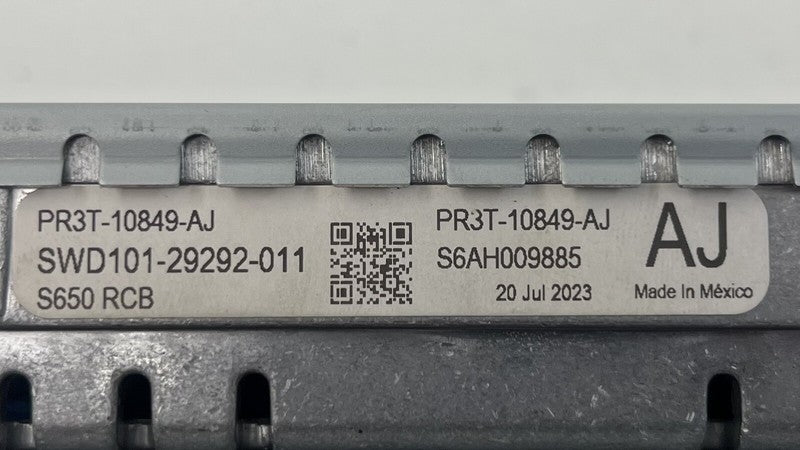 PR3T-10849-AJ
SWD101-29292-011
S650 RCB
PR3T-10849-AJ
S6AH009885
20 Jul 2023
AJ
Made In México